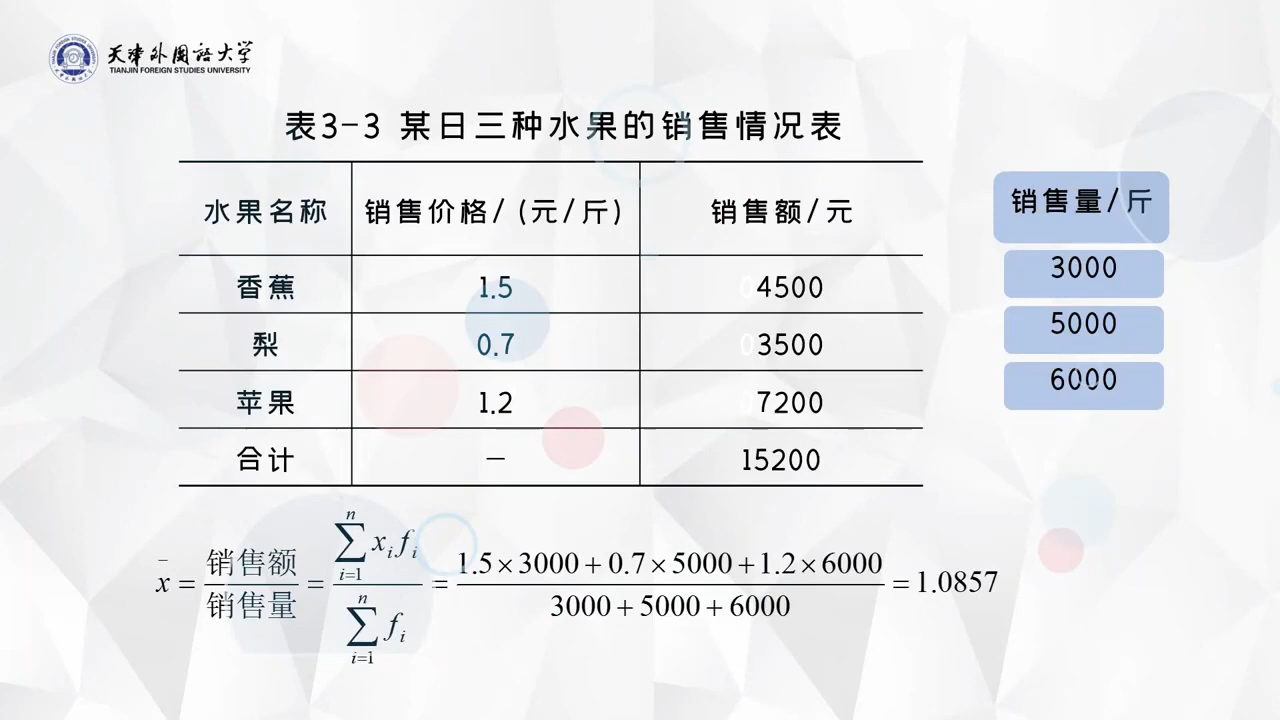 天津外国语大学
TIANJIN FOREIGN STUDIES UNIVERSITY
表3-3 某日三种水果的销售情况表
水果名称 销售价格/(元/斤) 销售额/元 销售量/斤
香蕉 1.5 4500 3000
梨 0.7 3500 5000
苹果 1.2 7200 6000
合计 — 15200
x̄ = 销售额/销售量 = ∑_{i=1}^{n} x_i f_i / ∑_{i=1}^{n} f_i = (1.5×3000+0.7×5000+1.2×6000)/(3000+5000+6000) = 1.0857